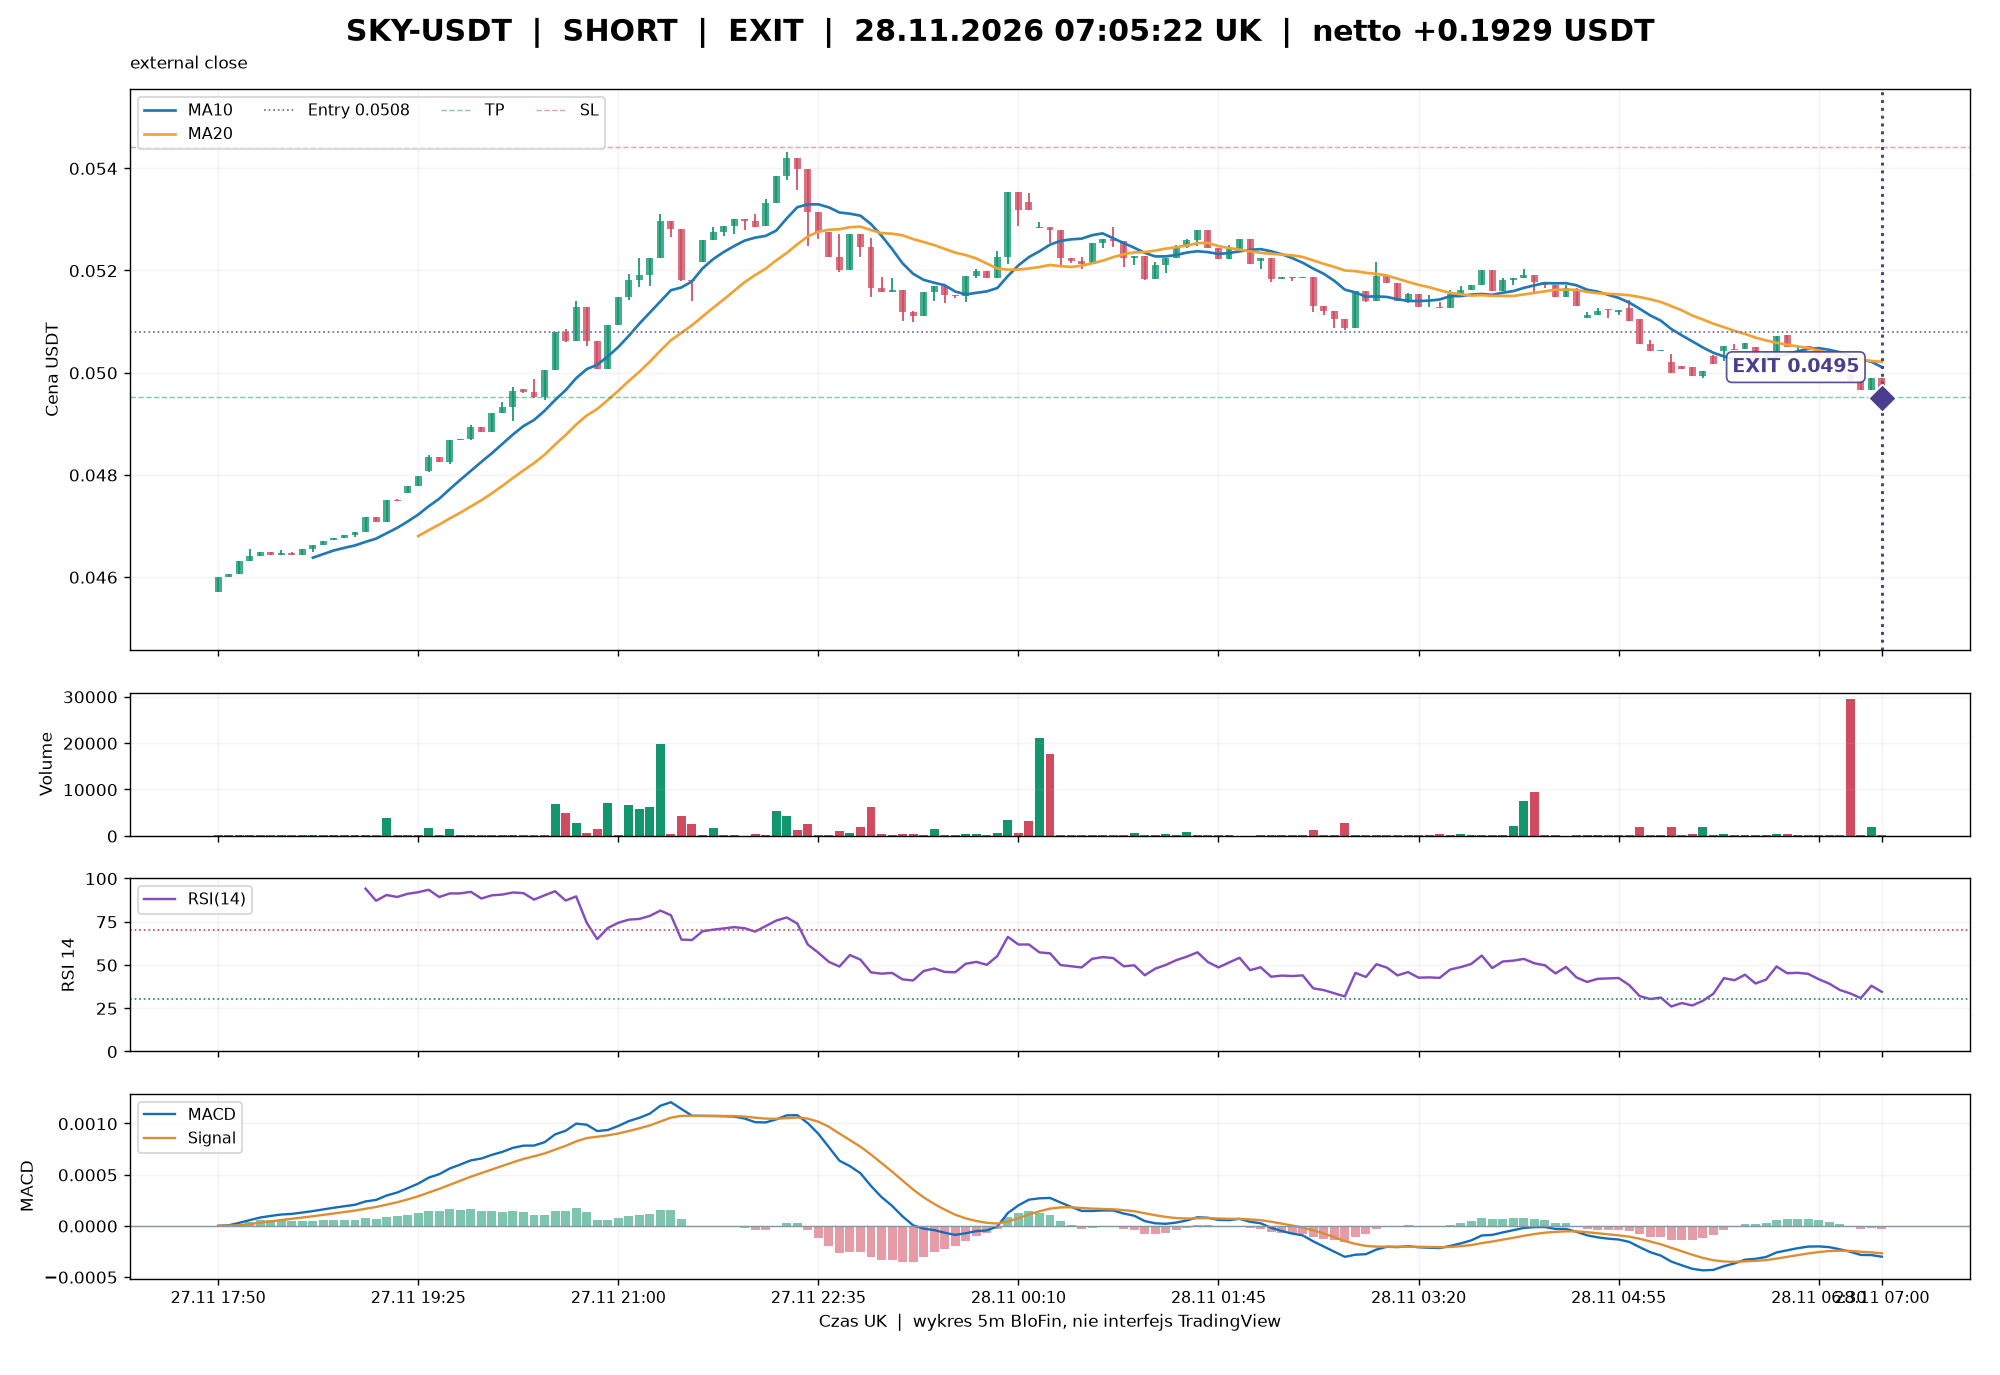 SKY-USDT | SHORT | EXIT | 28.11.2026 07:05:22 UK | netto +0.1929 USDT
external close
MA10
MA20
Entry 0.0508
TP
SL
Cena USDT
0.054
0.052
0.050
0.048
0.046
EXIT 0.0495
Volume
30000
20000
10000
0
RSI 14
100
75
50
25
0
RSI(14)
MACD
0.0010
0.0005
0.0000
−0.0005
MACD
Signal
27.11 17:50
27.11 19:25
27.11 21:00
27.11 22:35
28.11 00:10
28.11 01:45
28.11 03:20
28.11 04:55
28.11 06:30
28.11 07:00
Czas UK | wykres 5m BloFin, nie interfejs TradingView